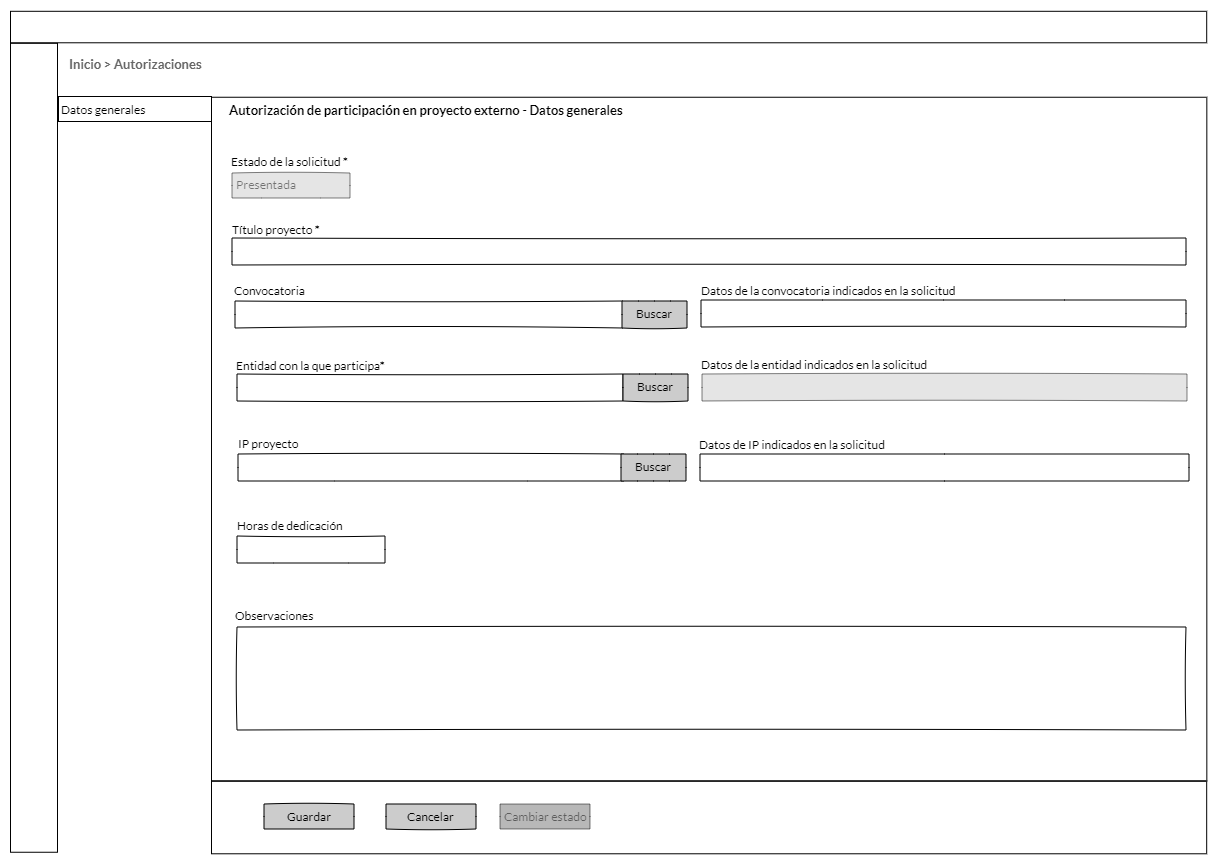 Inicio > Autorizaciones
Datos generales
Autorización de participación en proyecto externo - Datos generales
Estado de la solicitud *
Presentada
Título proyecto *
Convocatoria
Datos de la convocatoria indicados en la solicitud
Buscar
Entidad con la que participa*
Datos de la entidad indicados en la solicitud
Buscar
IP proyecto
Datos de IP indicados en la solicitud
Buscar
Horas de dedicación
Observaciones
Guardar
Cancelar
Cambiar estado